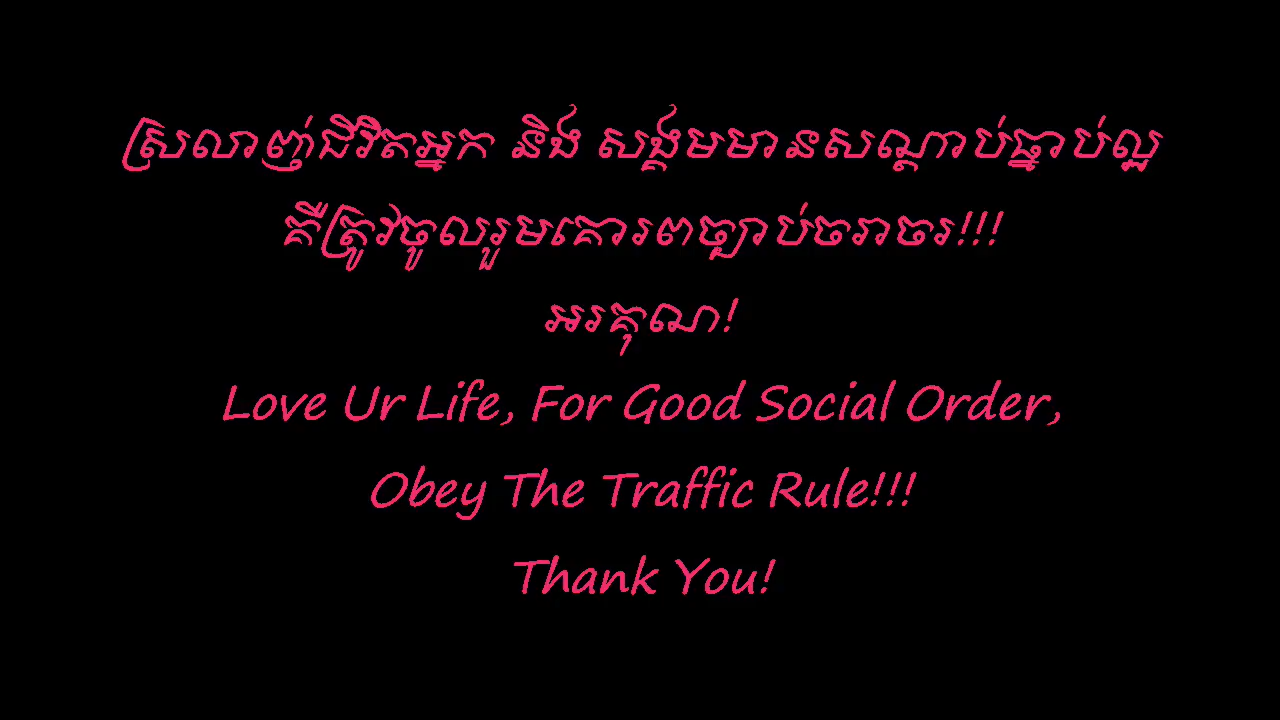 ស្រលាញ់ជីវិតអ្នក និង សង្គមមានសណ្តាប់ធ្នាប់ល្អ
គឺត្រូវចូលរួមគោរពច្បាប់ចរាចរ!!!
អរគុណ!
Love Ur Life, For Good Social Order,
Obey The Traffic Rule!!!
Thank You!